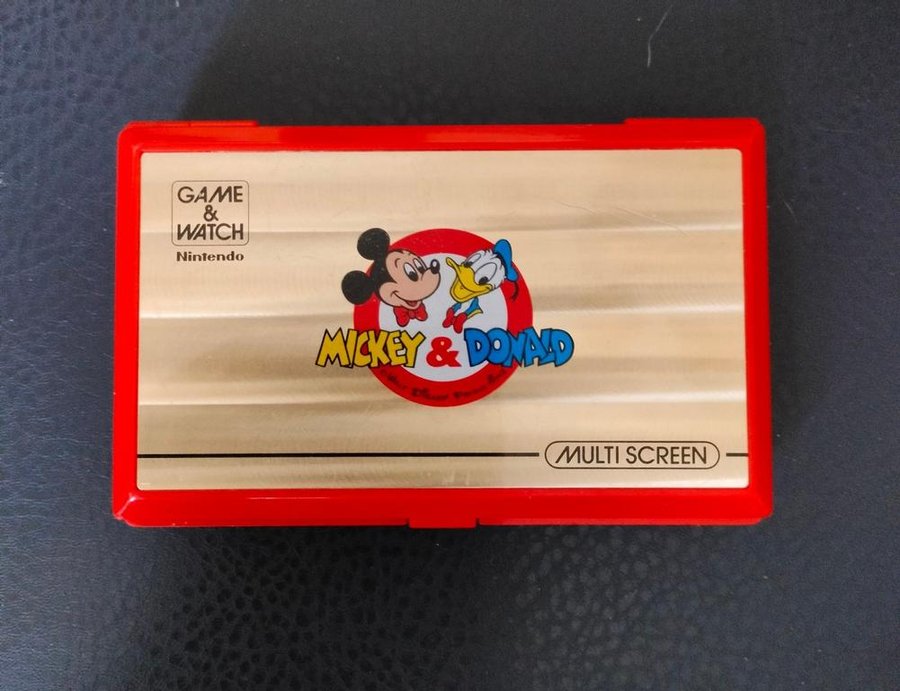 GAME
&
WATCH
Nintendo
MICKEY & DONALD
MULTI SCREEN